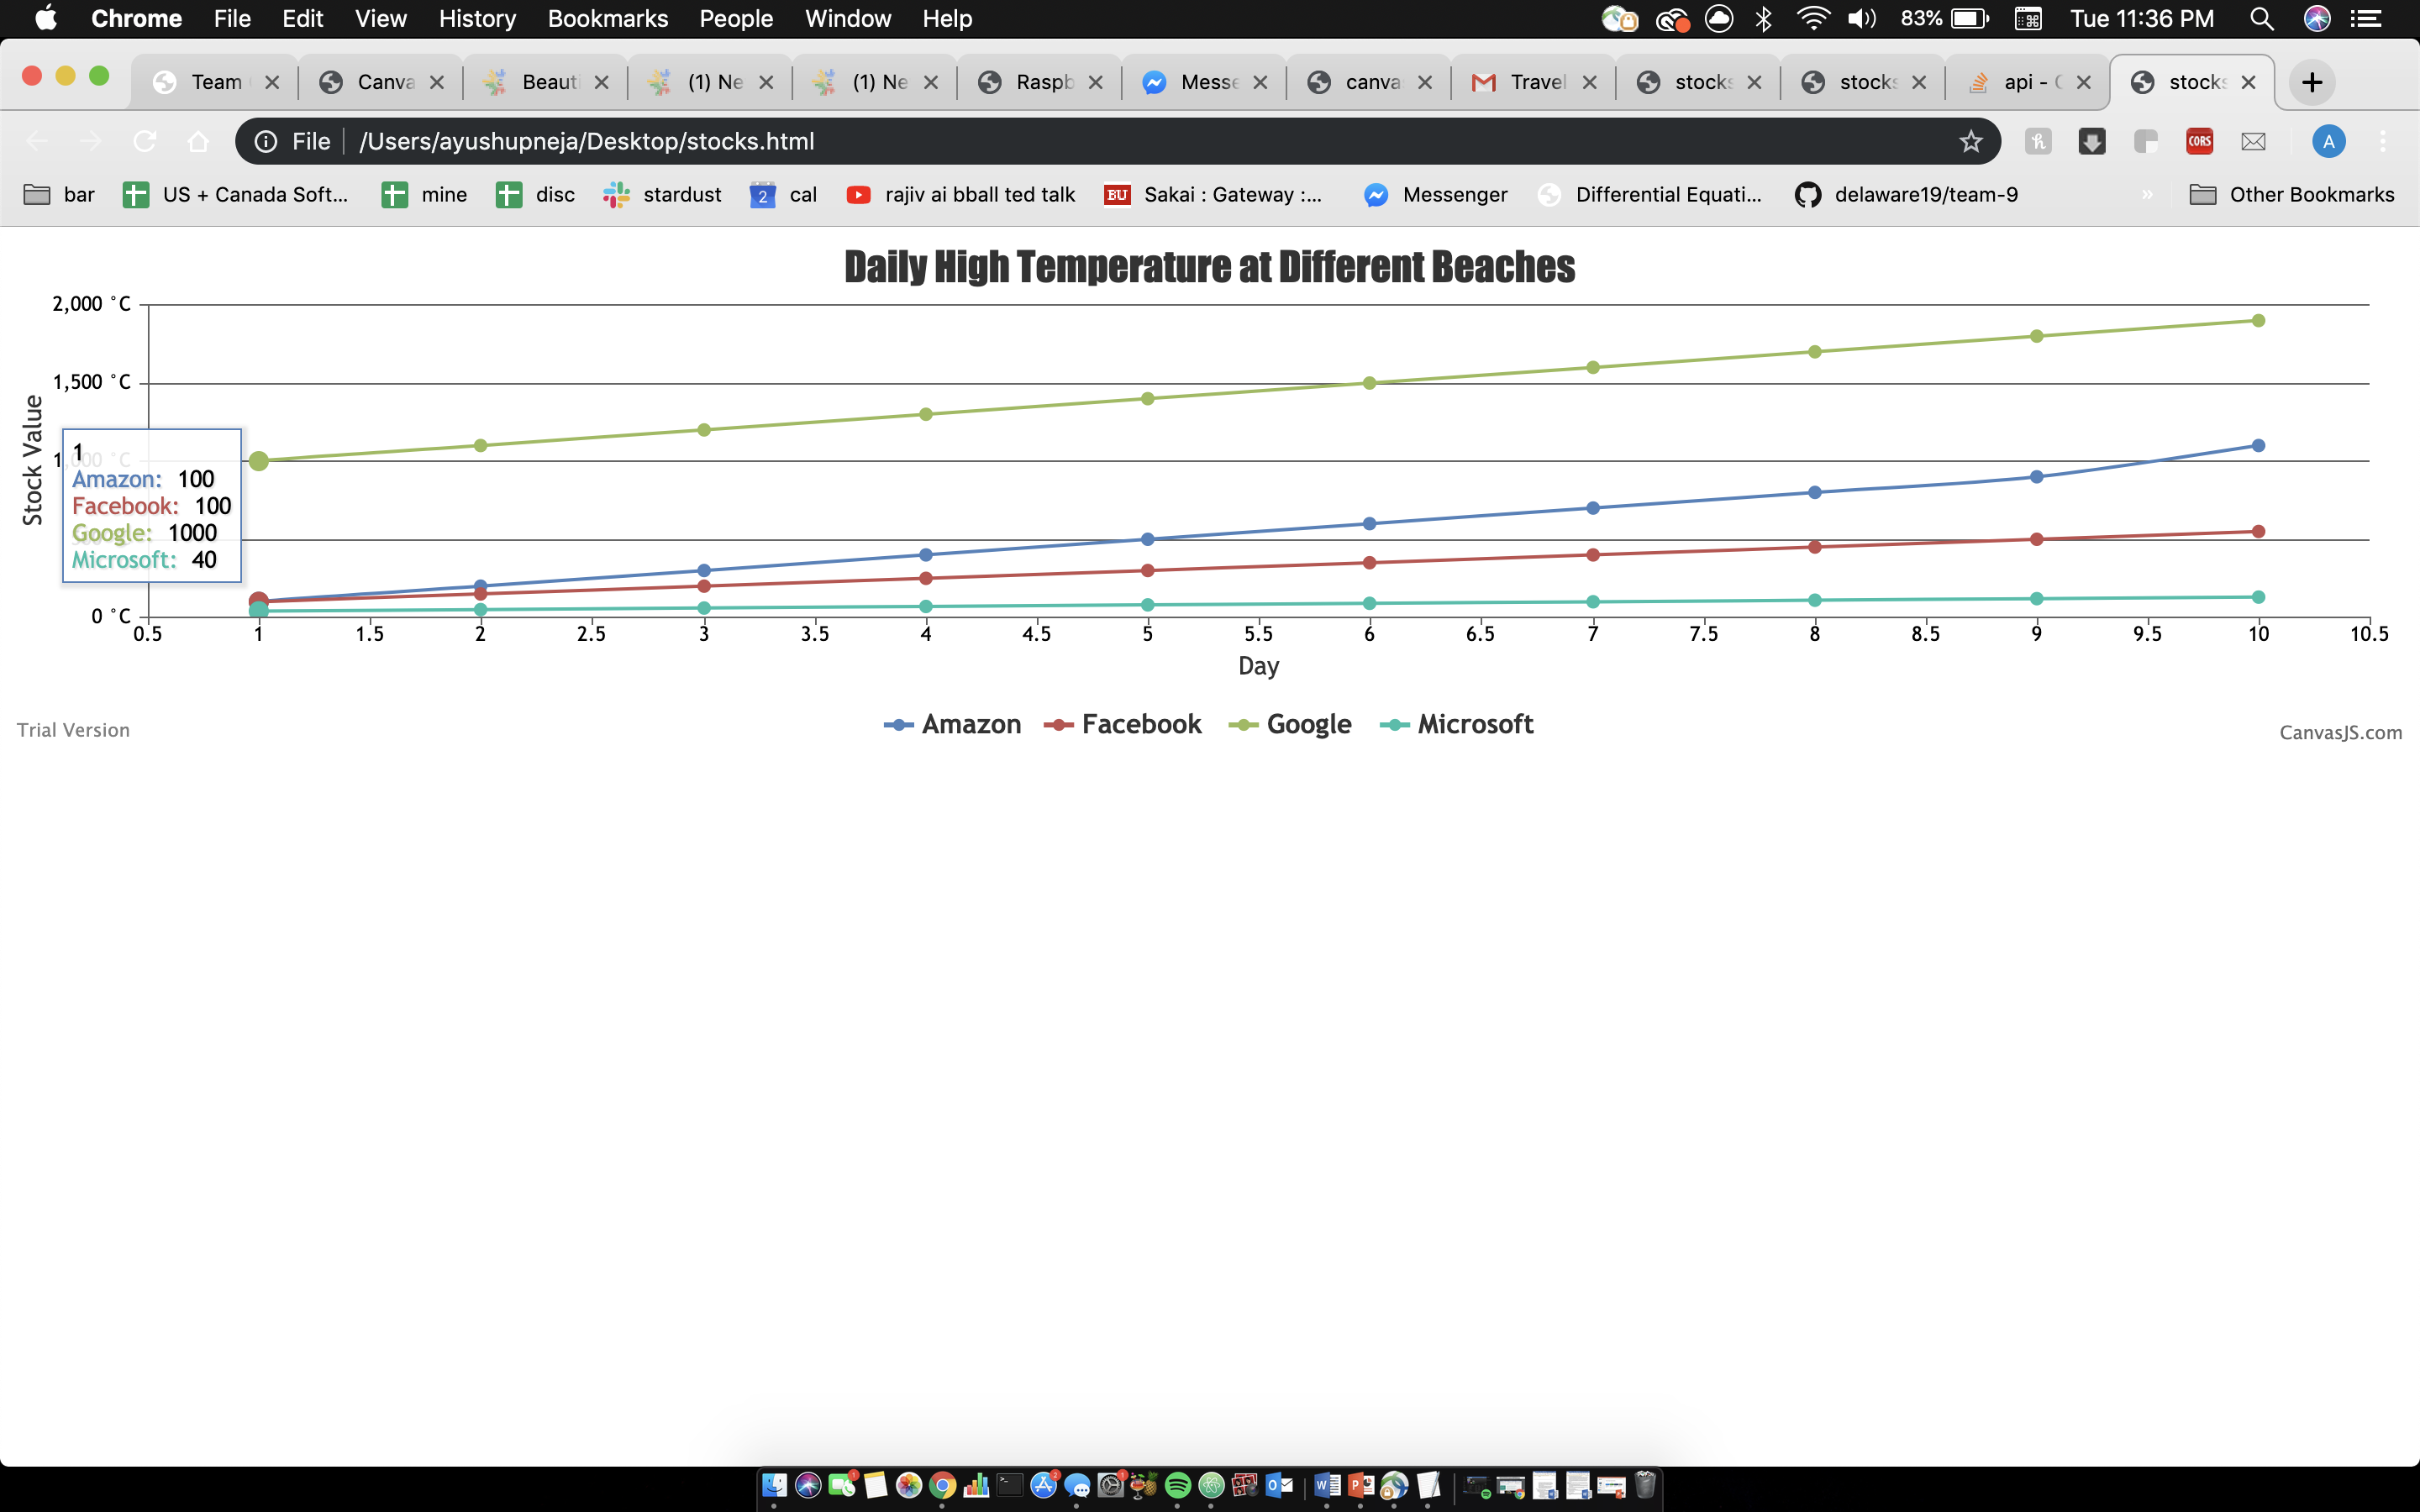 Chrome File Edit View History Bookmarks People Window Help 83% Tue 11:36 PM
Team Canva Beauti (1) Ne (1) Ne Raspb Messe canva Travel stocks stocks api - stocks
File /Users/ayushupneja/Desktop/stocks.html CORS A
bar US + Canada Soft... mine disc 2 cal stardust rajiv ai bball ted talk BU Sakai : Gateway :... Messenger Differential Equati... delaware19/team-9 » Other Bookmarks
Daily High Temperature at Different Beaches
2,000 °C
1,500 °C
Stock Value
1
Amazon: 100
Facebook: 100
Google: 1000
Microsoft: 40
0 °C
0.5 1 1.5 2 2.5 3 3.5 4 4.5 5 5.5 6 6.5 7 7.5 8 8.5 9 9.5 10 10.5
Day
Amazon Facebook Google Microsoft
Trial Version
CanvasJS.com